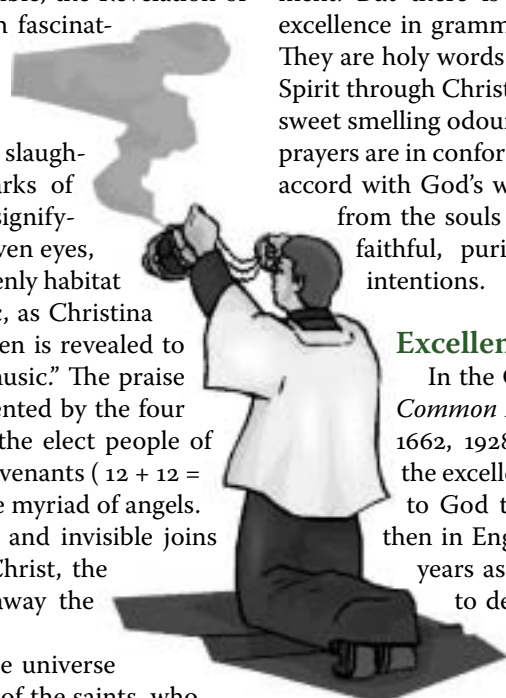 ible, the Revelation of
n fascinat-
slaugh-
arks of
signify-
ven eyes,
enly habitat
c, as Christina
en is revealed to
usic.” The praise
ented by the four
the elect people of
venants ( 12 + 12 =
e myriad of angels.
and invisible joins
Christ, the
away the
e universe
of the saints, who
ment. But there is
excellence in gramm
They are holy words
Spirit through Christ
sweet smelling odou
prayers are in confor
accord with God’s w
from the souls
faithful, puri
intentions.
Excellen
In the C
Common
1662, 1928
the excelle
to God t
then in Eng
years as
to de